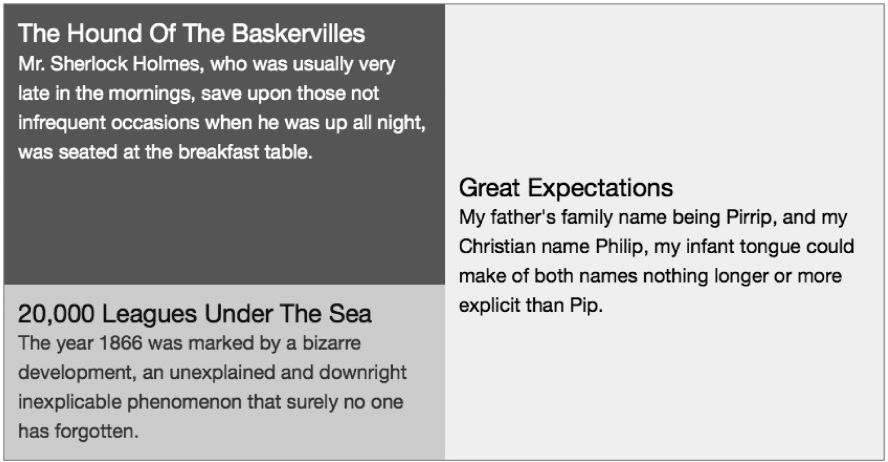 The Hound Of The Baskervilles
Mr. Sherlock Holmes, who was usually very
late in the mornings, save upon those not
infrequent occasions when he was up all night,
was seated at the breakfast table.
20,000 Leagues Under The Sea
The year 1866 was marked by a bizarre
development, an unexplained and downright
inexplicable phenomenon that surely no one
has forgotten.
Great Expectations
My father's family name being Pirrip, and my
Christian name Philip, my infant tongue could
make of both names nothing longer or more
explicit than Pip.